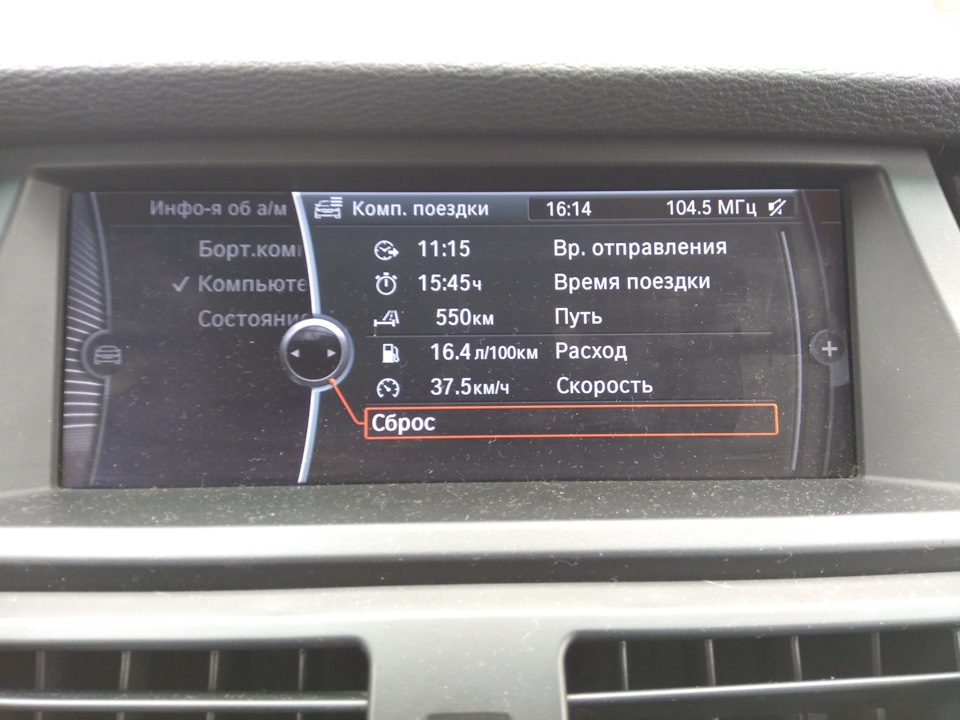 Инфо-я об а/м
Комп. поездки
16:14
104.5 МГц
Борт.ком
Компьюте
Состояние
11:15 Вр. отправления
15:45ч Время поездки
550км Путь
16.4 л/100км Расход
37.5км/ч Скорость
Сброс